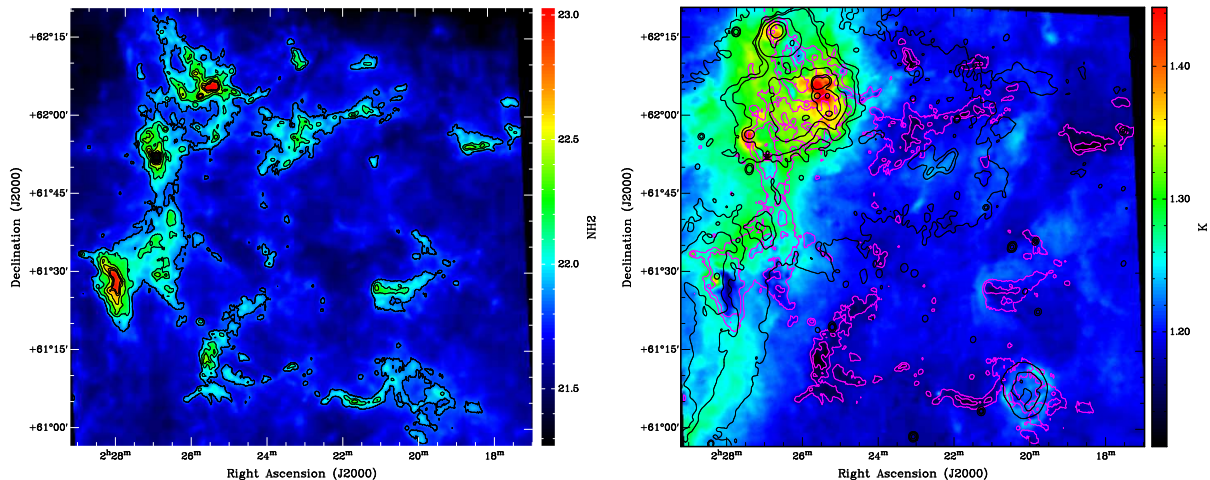 +62°15'
+62°00'
+61°45'
+61°30'
+61°15'
+61°00'
Declination (J2000)
2ʰ28ᵐ
26ᵐ
24ᵐ
22ᵐ
20ᵐ
18ᵐ
Right Ascension (J2000)
23.0
22.5
22.0
21.5
NH2
+62°15'
+62°00'
+61°45'
+61°30'
+61°15'
+61°00'
Declination (J2000)
2ʰ28ᵐ
26ᵐ
24ᵐ
22ᵐ
20ᵐ
18ᵐ
Right Ascension (J2000)
1.40
1.30
1.20
K